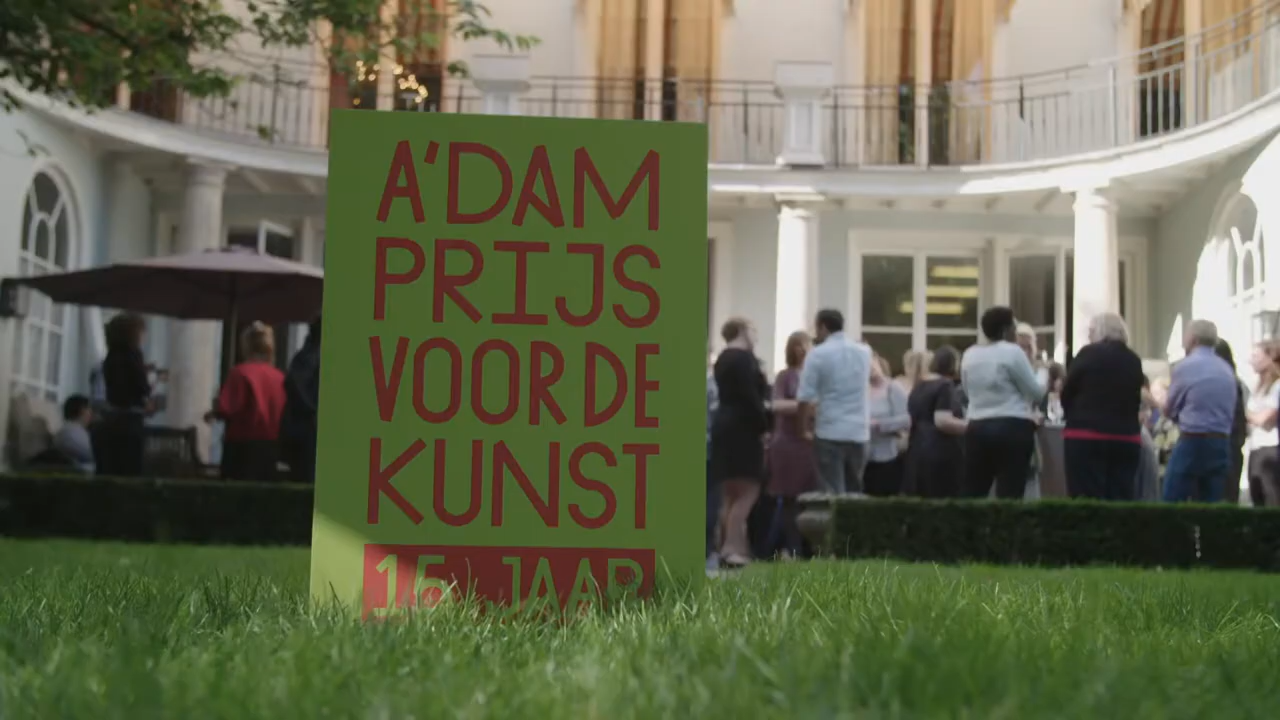 A'DAM
PRIJS
VOOR DE
KUNST
15 JAAR